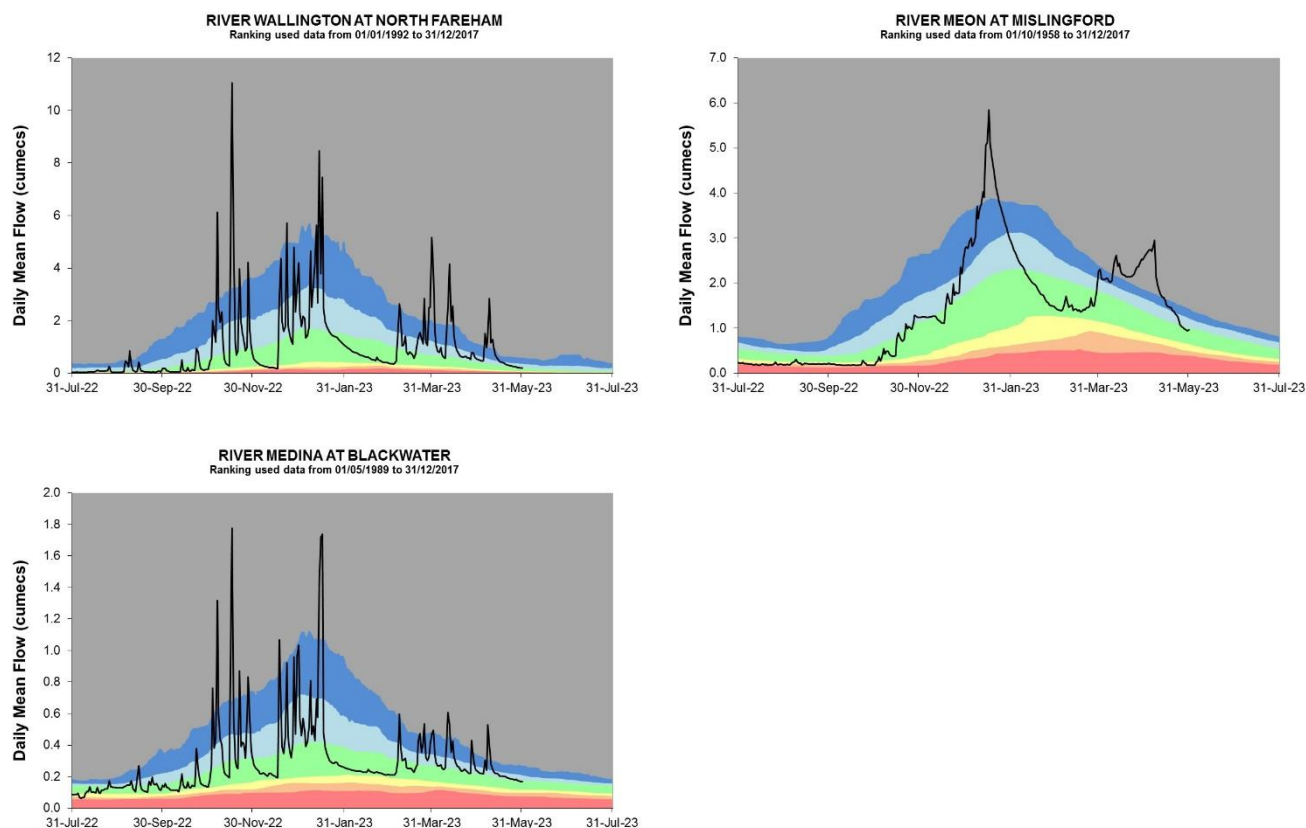 RIVER WALLINGTON AT NORTH FAREHAM
Ranking used data from 01/01/1992 to 31/12/2017
Daily Mean Flow (cumecs)
12
10
8
6
4
2
0
31-Jul-22 30-Sep-22 30-Nov-22 31-Jan-23 31-Mar-23 31-May-23 31-Jul-23
RIVER MEON AT MISLINGFORD
Ranking used data from 01/10/1958 to 31/12/2017
Daily Mean Flow (cumecs)
7.0
6.0
5.0
4.0
3.0
2.0
1.0
0.0
31-Jul-22 30-Sep-22 30-Nov-22 31-Jan-23 31-Mar-23 31-May-23 31-Jul-23
RIVER MEDINA AT BLACKWATER
Ranking used data from 01/05/1989 to 31/12/2017
Daily Mean Flow (cumecs)
2.0
1.8
1.6
1.4
1.2
1.0
0.8
0.6
0.4
0.2
0.0
31-Jul-22 30-Sep-22 30-Nov-22 31-Jan-23 31-Mar-23 31-May-23 31-Jul-23